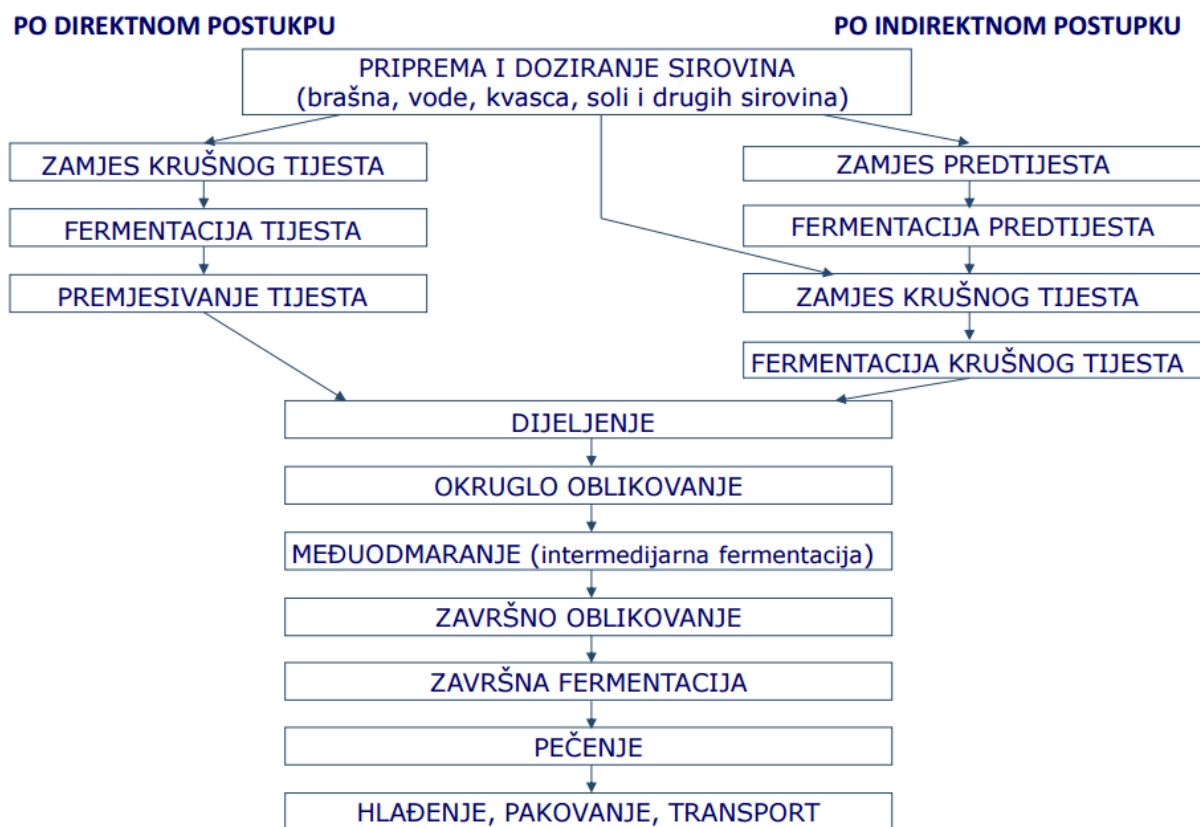 PO DIREKTNOM POSTUKPU
PO INDIREKTNOM POSTUPKU
PRIPREMA I DOZIRANJE SIROVINA
(brašna, vode, kvasca, soli i drugih sirovina)
ZAMJES KRUŠNOG TIJESTA
FERMENTACIJA TIJESTA
PREMJESIVANJE TIJESTA
ZAMJES PREDTIJESTA
FERMENTACIJA PREDTIJESTA
ZAMJES KRUŠNOG TIJESTA
FERMENTACIJA KRUŠNOG TIJESTA
DIJELJENJE
OKRUGLO OBLIKOVANJE
MEĐUODMARANJE (intermedijarna fermentacija)
ZAVRŠNO OBLIKOVANJE
ZAVRŠNA FERMENTACIJA
PEČENJE
HLAĐENJE, PAKOVANJE, TRANSPORT